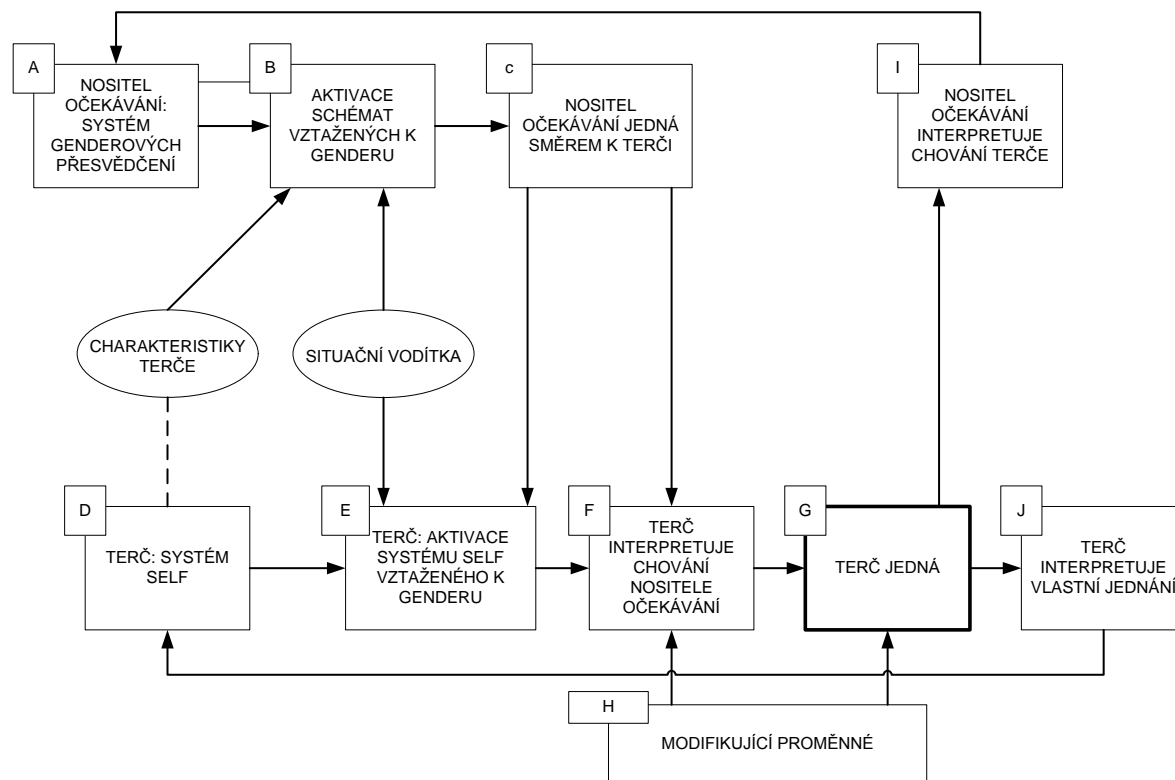 A
NOSITEL
OČEKÁVÁNÍ:
SYSTÉM
GENDEROVÝCH
PŘESVĚDČENÍ
B
AKTIVACE
SCHÉMAT
VZTAŽENÝCH K
GENDERU
c
NOSITEL
OČEKÁVÁNÍ JEDNÁ
SMĚREM K TERČI
I
NOSITEL
OČEKÁVÁNÍ
INTERPRETUJE
CHOVÁNÍ TERČE
CHARAKTERISTIKY
TERČE
SITUAČNÍ VODÍTKA
D
TERČ: SYSTÉM
SELF
E
TERČ: AKTIVACE
SYSTÉMU SELF
VZTAŽENÉHO K
GENDERU
F
TERČ
INTERPRETUJE
CHOVÁNÍ
NOSITELE
OČEKÁVÁNÍ
G
TERČ JEDNÁ
J
TERČ
INTERPRETUJE
VLASTNÍ JEDNÁNÍ
H
MODIFIKUJÍCÍ PROMĚNNÉ